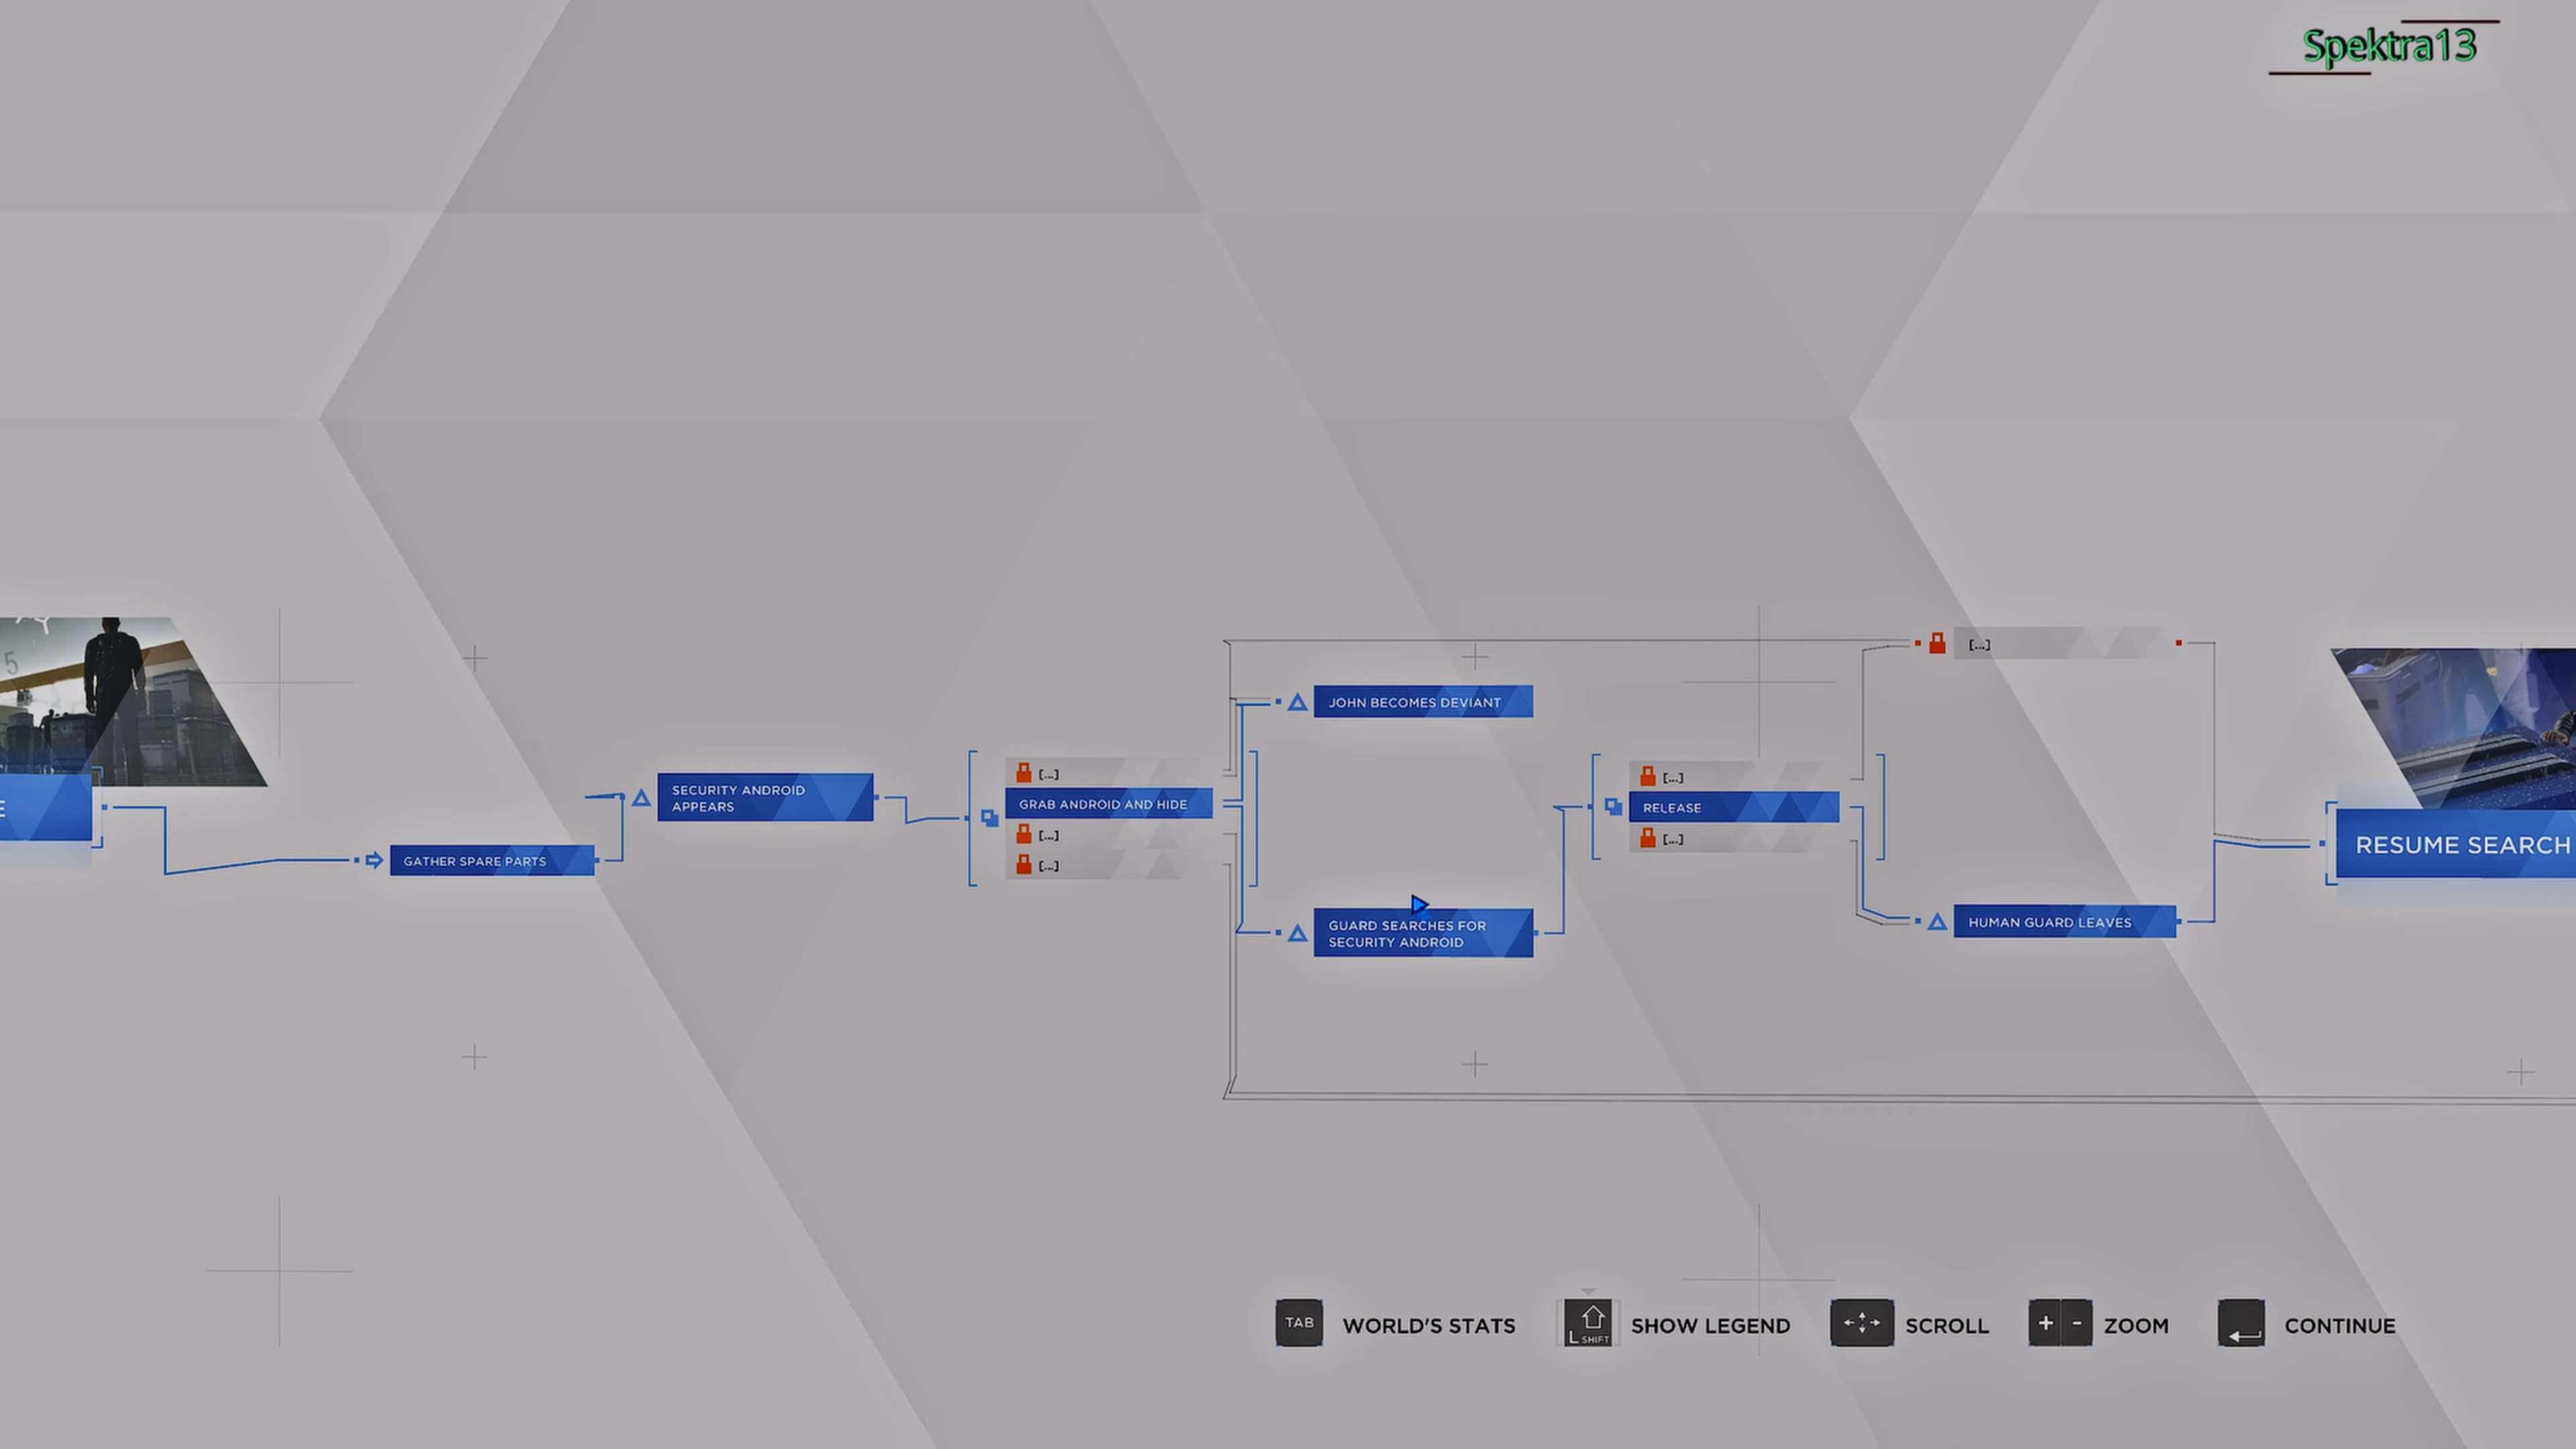 Spektra13
5
E
GATHER SPARE PARTS
SECURITY ANDROID
APPEARS
[...]
GRAB ANDROID AND HIDE
[...]
[...]
JOHN BECOMES DEVIANT
GUARD SEARCHES FOR
SECURITY ANDROID
[...]
RELEASE
[...]
[...]
HUMAN GUARD LEAVES
RESUME SEARCH
TAB WORLD'S STATS
L SHIFT SHOW LEGEND
SCROLL
+ - ZOOM
CONTINUE